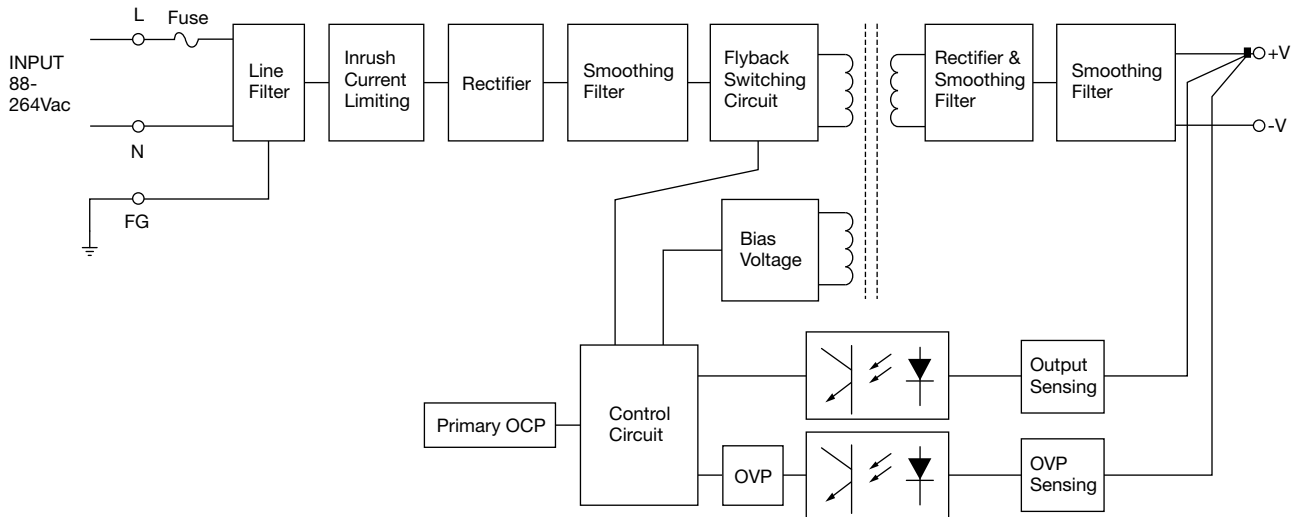 L
Fuse
INPUT
88-
264Vac
N
FG
Line
Filter
Inrush
Current
Limiting
Rectifier
Smoothing
Filter
Flyback
Switching
Circuit
Rectifier &
Smoothing
Filter
Smoothing
Filter
+V
-V
Bias
Voltage
Primary OCP
Control
Circuit
OVP
Output
Sensing
OVP
Sensing